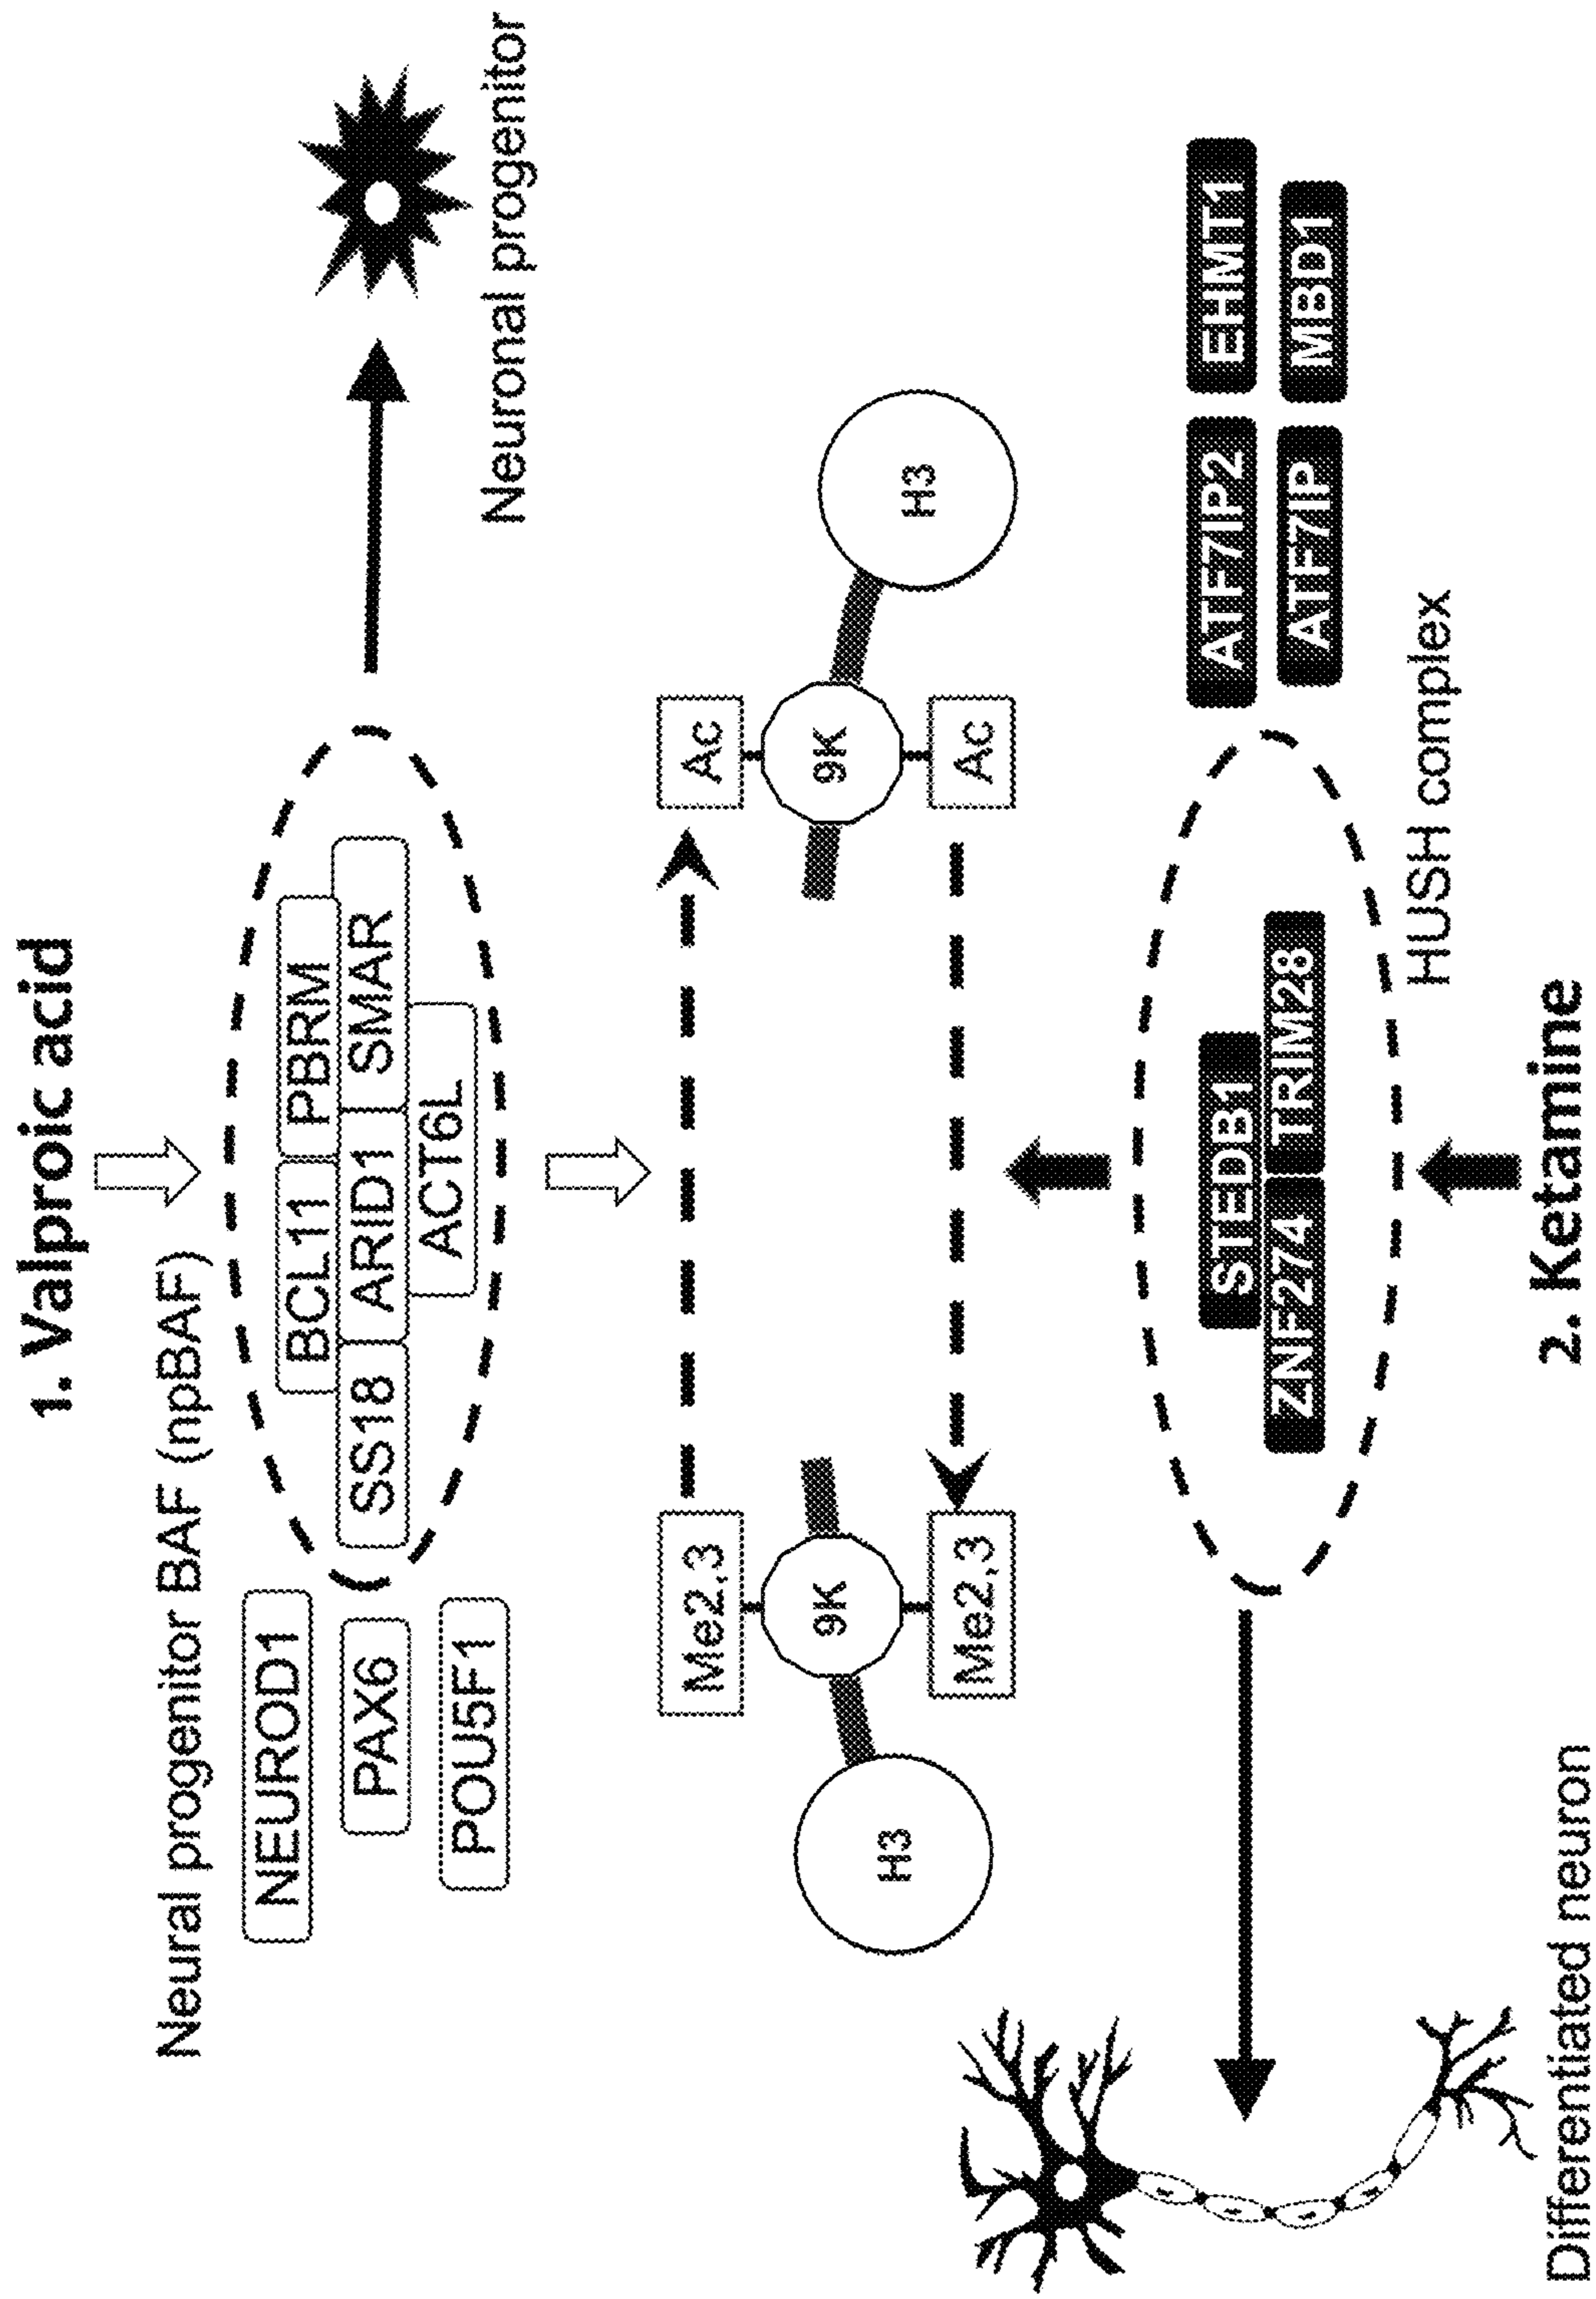 1. Valproic acid
Neural progenitor BAF (npBAF)
NEUROD1
PAX6
POU5F1
BCL11
PBRM
SS18
ARID1
SMAR
ACT6L
Neuronal progenitor
Me2,3
Ac
9K
9K
H3
H3
Me2,3
Ac
STEDB1
ZNF274
TRIM28
ATF7IP2
EHMT1
ATF7IP
MBD1
HUSH complex
Differentiated neuron
2. Ketamine